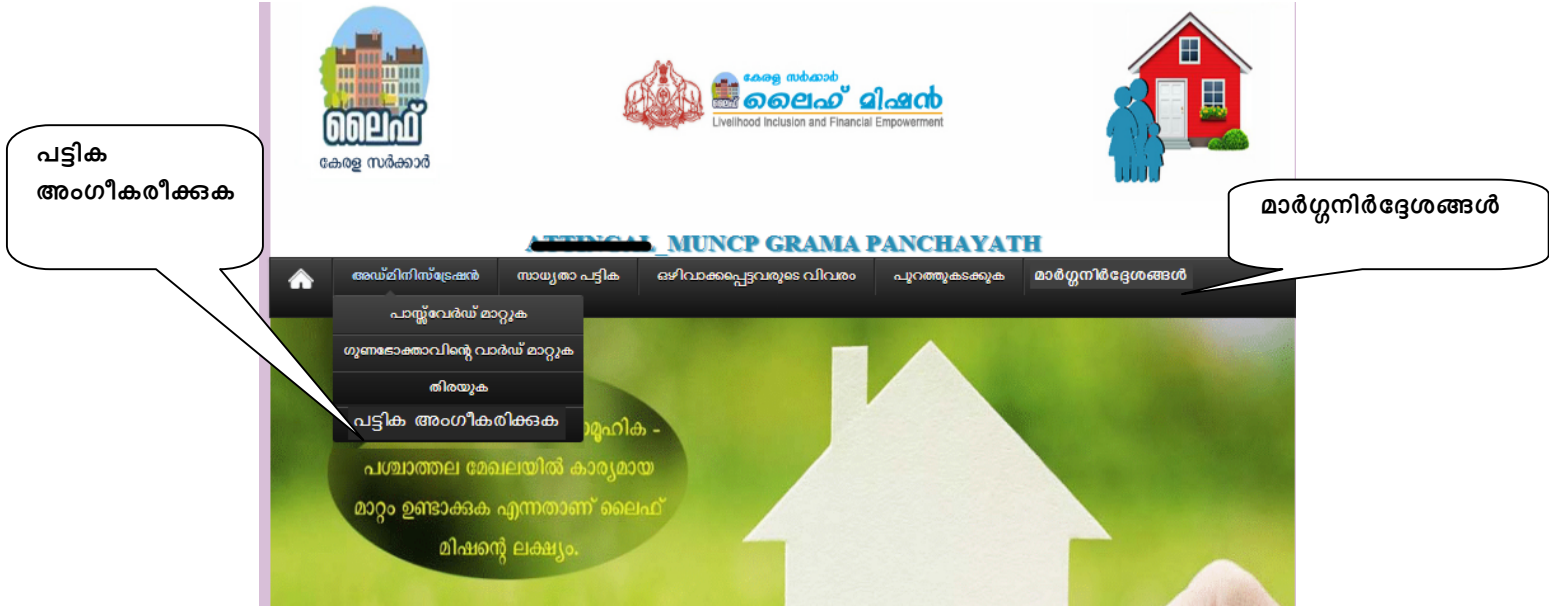 ലൈഫ്
കേരള സർക്കാർ
കേരള സർക്കാർ
ലൈഫ്
ലൈഫ് മിഷൻ
Livelihood Inclusion and Financial Empowerment
പട്ടിക
അംഗീകരീക്കുക
മാർഗ്ഗനിർദ്ദേശങ്ങൾ
MUNCP GRAMA PANCHAYATH
അഡ്മിനിസ്ട്രേഷൻ സാധ്യതാ പട്ടിക ഒഴിവാക്കപ്പെട്ടവരുടെ വിവരം പുറത്തുകടക്കുക മാർഗ്ഗനിർദ്ദേശങ്ങൾ
പാസ്സ്‌വേർഡ് മാറ്റുക
ഗുണഭോക്താവിന്റെ വാർഡ് മാറ്റുക
തിരയുക
പട്ടിക അംഗീകരിക്കുക
പശ്ചാത്തല മേഖലയിൽ കാര്യമായ
മാറ്റം ഉണ്ടാക്കുക എന്നതാണ് ലൈഫ്
മിഷന്റെ ലക്ഷ്യം.